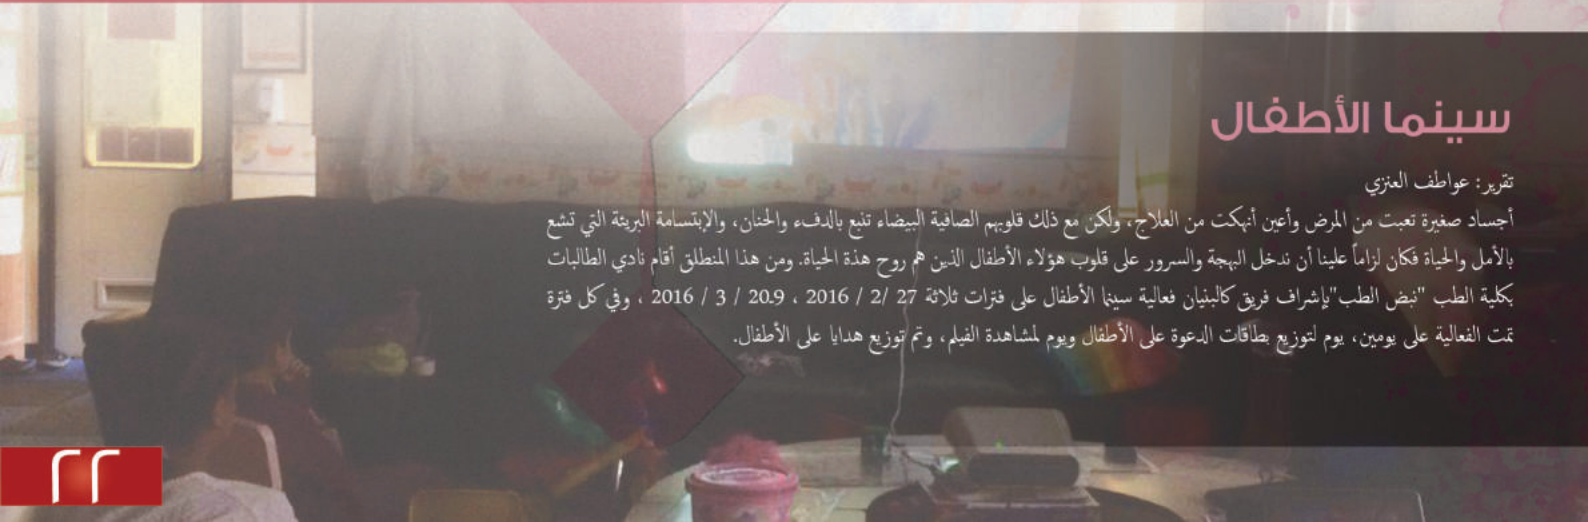 سينما الأطفال
تقرير: عواطف العنزي
أجساد صغيرة تعبت من المرض وأعين أنهكت من العلاج، ولكن مع ذلك قلوبهم الصافية البيضاء تنبع بالدفء والحنان، والإبتسامة البريئة التي تشع
بالأمل والحياة فكان لزاماً علينا أن ندخل البهجة والسرور على قلوب هؤلاء الأطفال الذين هم روح هذة الحياة. ومن هذا المنطلق أقام نادي الطالبات
بكلية الطب "نبض الطب"بإشراف فريق كالبنيان فعالية سينما الأطفال على فترات ثلاثة 27 /2 / 2016 ، 20.9 / 3 / 2016 ، وفي كل فترة
تمت الفعالية على يومين، يوم لتوزيع بطاقات الدعوة على الأطفال ويوم لمشاهدة الفيلم، وتم توزيع هدايا على الأطفال.
٢٢